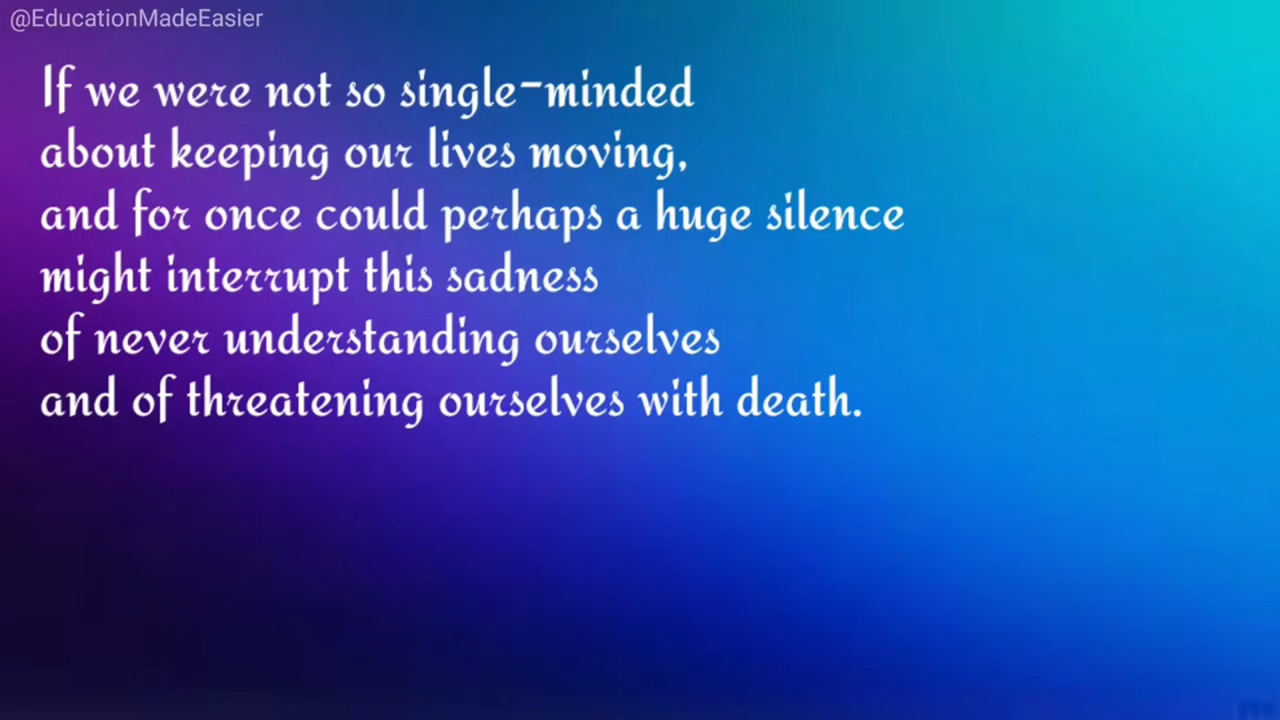 @EducationMadeEasier
If we were not so single-minded
about keeping our lives moving,
and for once could perhaps a huge silence
might interrupt this sadness
of never understanding ourselves
and of threatening ourselves with death.